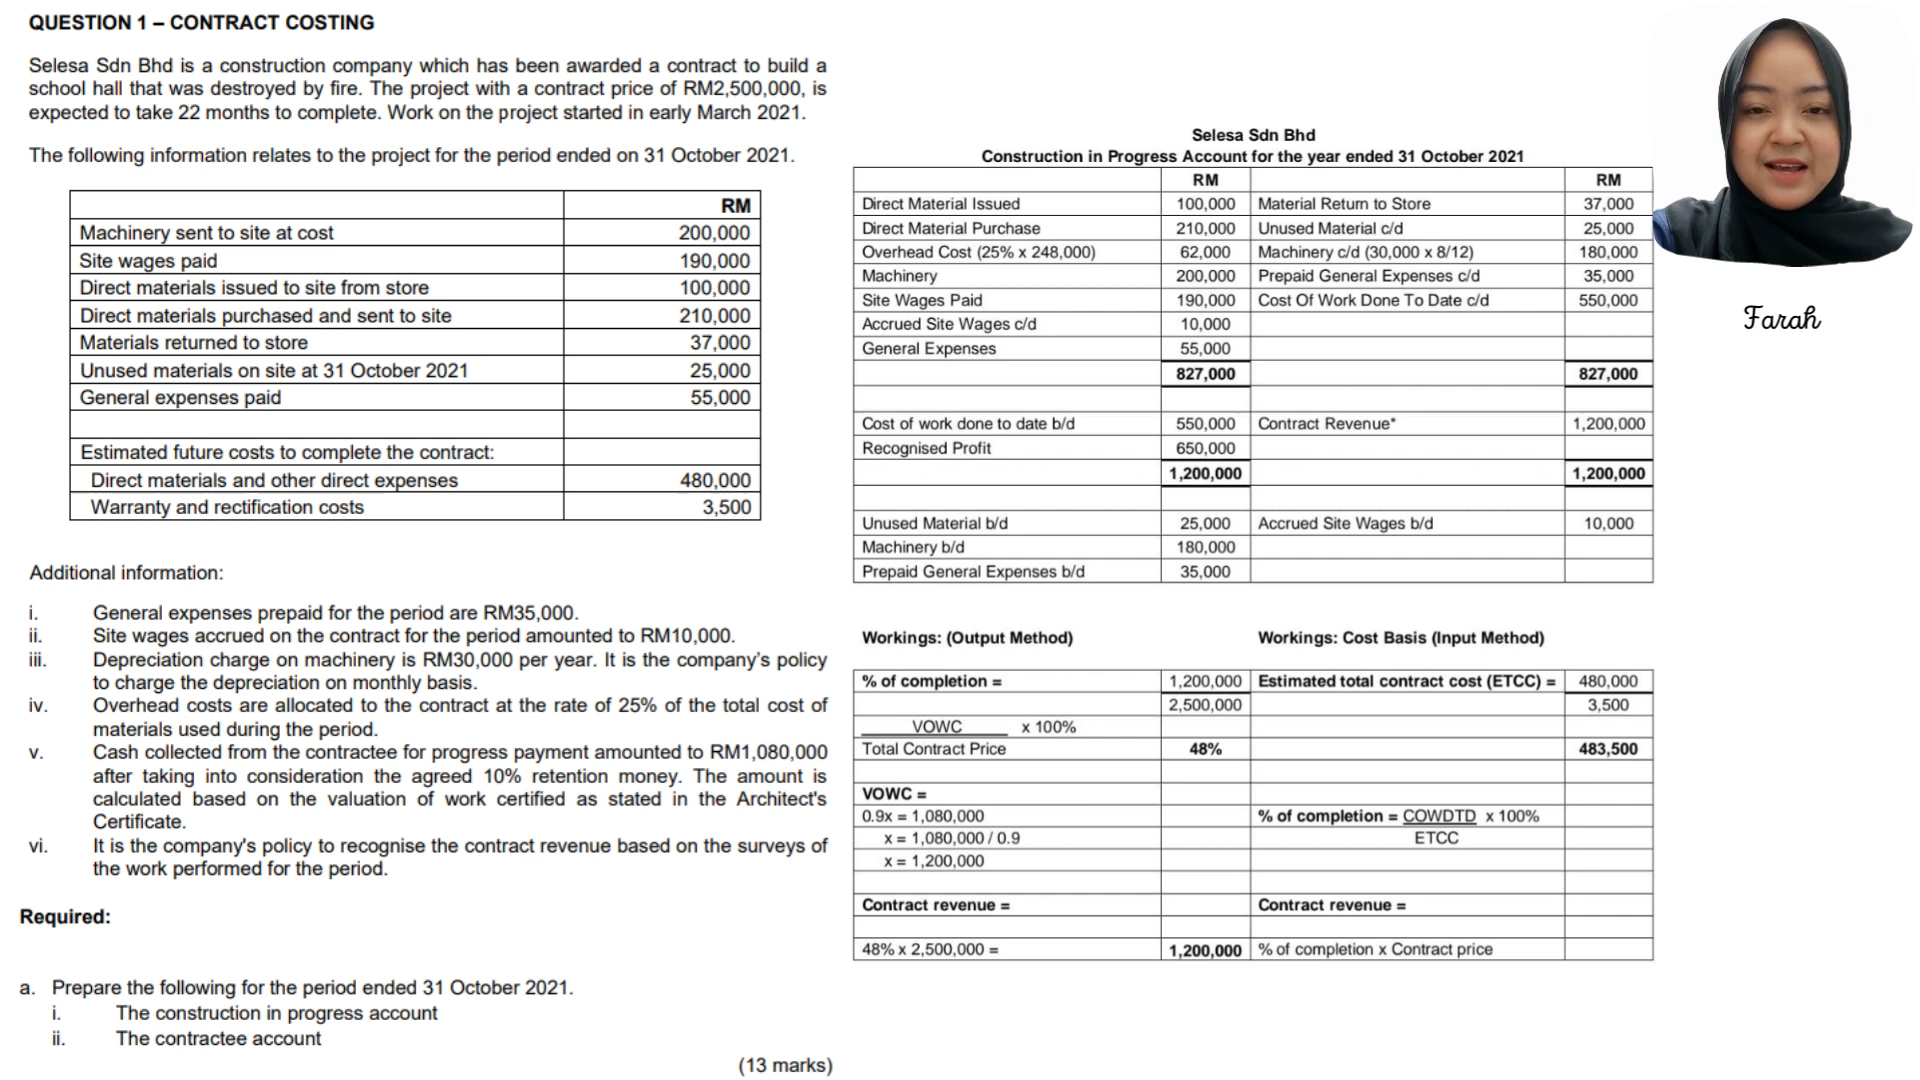 QUESTION 1 – CONTRACT COSTING
Selesa Sdn Bhd is a construction company which has been awarded a contract to build a
school hall that was destroyed by fire. The project with a contract price of RM2,500,000, is
expected to take 22 months to complete. Work on the project started in early March 2021.
The following information relates to the project for the period ended on 31 October 2021.
RM
Machinery sent to site at cost 200,000
Site wages paid 190,000
Direct materials issued to site from store 100,000
Direct materials purchased and sent to site 210,000
Materials returned to store 37,000
Unused materials on site at 31 October 2021 25,000
General expenses paid 55,000
Estimated future costs to complete the contract:
Direct materials and other direct expenses 480,000
Warranty and rectification costs 3,500
Additional information:
i. General expenses prepaid for the period are RM35,000.
ii. Site wages accrued on the contract for the period amounted to RM10,000.
iii. Depreciation charge on machinery is RM30,000 per year. It is the company's policy
to charge the depreciation on monthly basis.
iv. Overhead costs are allocated to the contract at the rate of 25% of the total cost of
materials used during the period.
v. Cash collected from the contractee for progress payment amounted to RM1,080,000
after taking into consideration the agreed 10% retention money. The amount is
calculated based on the valuation of work certified as stated in the Architect's
Certificate.
vi. It is the company's policy to recognise the contract revenue based on the surveys of
the work performed for the period.
Required:
a. Prepare the following for the period ended 31 October 2021.
i. The construction in progress account
ii. The contractee account
(13 marks)
Selesa Sdn Bhd
Construction in Progress Account for the year ended 31 October 2021
RM RM
Direct Material Issued 100,000 Material Return to Store 37,000
Direct Material Purchase 210,000 Unused Material c/d 25,000
Overhead Cost (25% x 248,000) 62,000 Machinery c/d (30,000 x 8/12) 180,000
Machinery 200,000 Prepaid General Expenses c/d 35,000
Site Wages Paid 190,000 Cost Of Work Done To Date c/d 550,000
Accrued Site Wages c/d 10,000
General Expenses 55,000
827,000 827,000
Cost of work done to date b/d 550,000 Contract Revenue* 1,200,000
Recognised Profit 650,000
1,200,000 1,200,000
Unused Material b/d 25,000 Accrued Site Wages b/d 10,000
Machinery b/d 180,000
Prepaid General Expenses b/d 35,000
Workings: (Output Method) Workings: Cost Basis (Input Method)
% of completion = 1,200,000 Estimated total contract cost (ETCC) = 480,000
2,500,000 3,500
VOWC x 100%
Total Contract Price 48% 483,500
VOWC =
0.9x = 1,080,000 % of completion = COWDTD x 100%
x = 1,080,000 / 0.9 ETCC
x = 1,200,000
Contract revenue = Contract revenue =
48% x 2,500,000 = 1,200,000 % of completion x Contract price
Farah